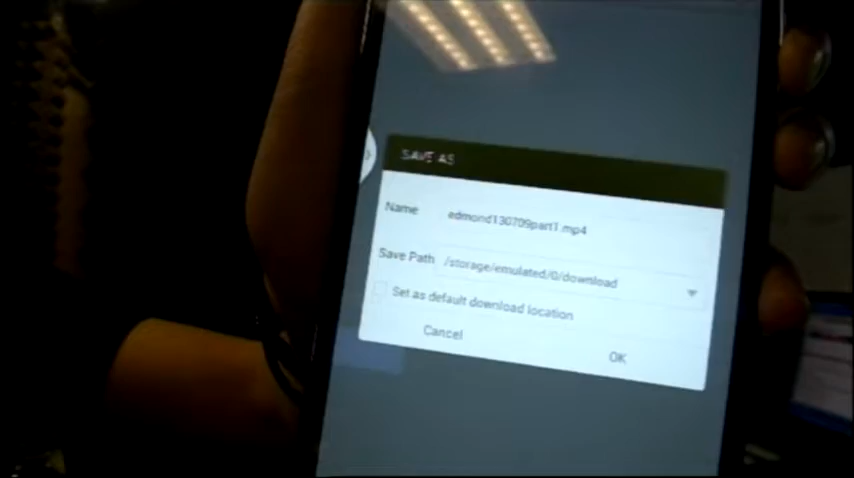 SAVE AS
Name edmond130709part1.mp4
Save Path /storage/emulated/0/download
Set as default download location
Cancel OK